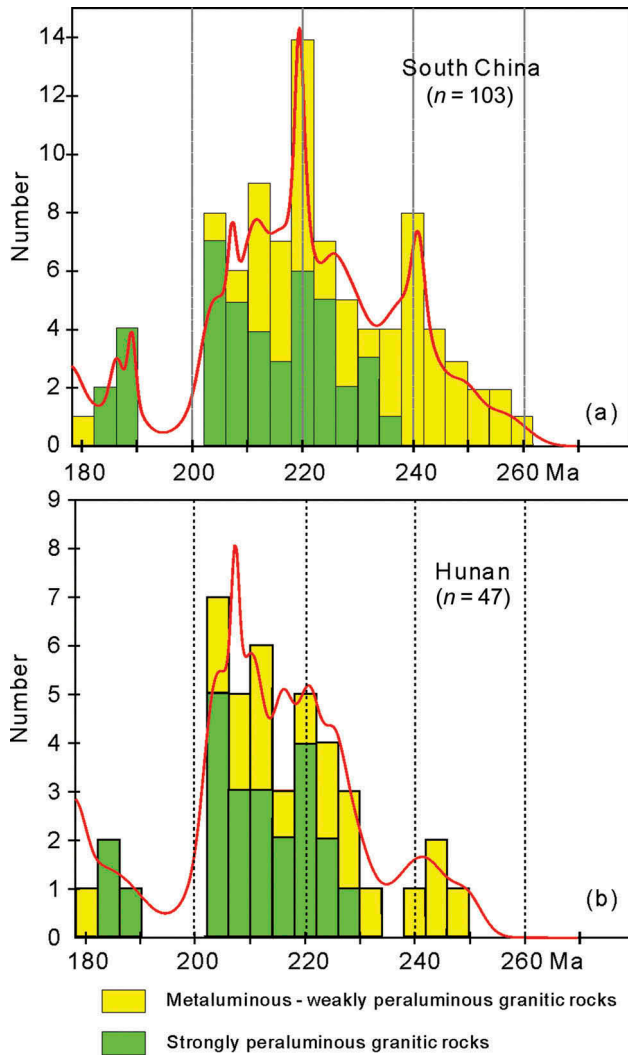 14
12
10
8
6
4
2
0
Number
South China
(n = 103)
(a)
180 200 220 240 260 Ma
9
8
7
6
5
4
3
2
1
0
Number
Hunan
(n = 47)
(b)
180 200 220 240 260 Ma
Metaluminous - weakly peraluminous granitic rocks
Strongly peraluminous granitic rocks